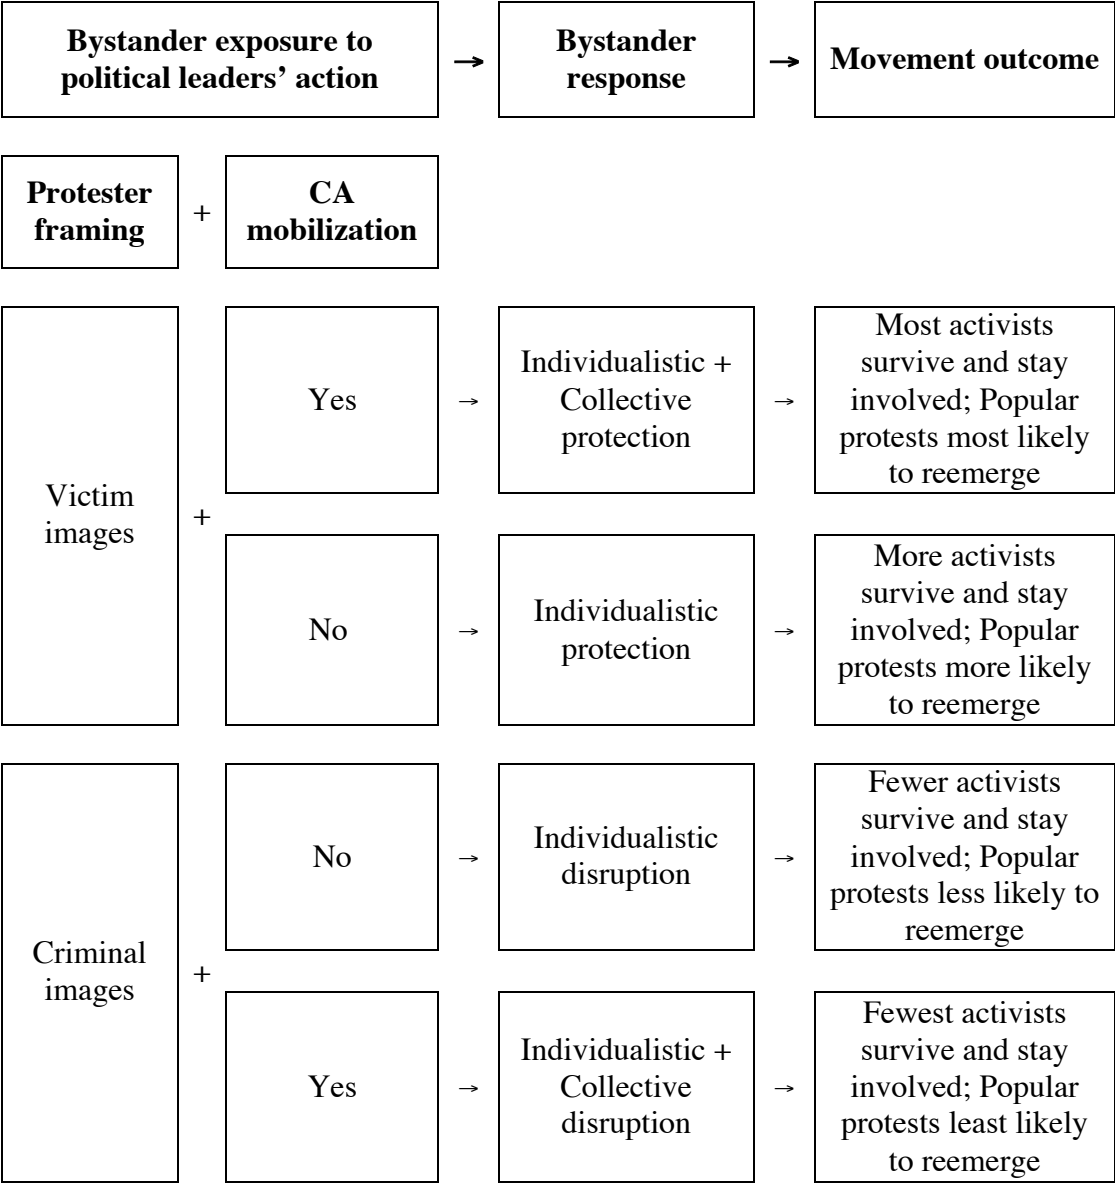 Bystander exposure to
political leaders’ action
→
Bystander
response
→
Movement outcome
Protester
framing
+
CA
mobilization
Victim
images
+
Yes
→
Individualistic +
Collective
protection
→
Most activists
survive and stay
involved; Popular
protests most likely
to reemerge
No
→
Individualistic
protection
→
More activists
survive and stay
involved; Popular
protests more likely
to reemerge
Criminal
images
+
No
→
Individualistic
disruption
→
Fewer activists
survive and stay
involved; Popular
protests less likely to
reemerge
Yes
→
Individualistic +
Collective
disruption
→
Fewest activists
survive and stay
involved; Popular
protests least likely
to reemerge